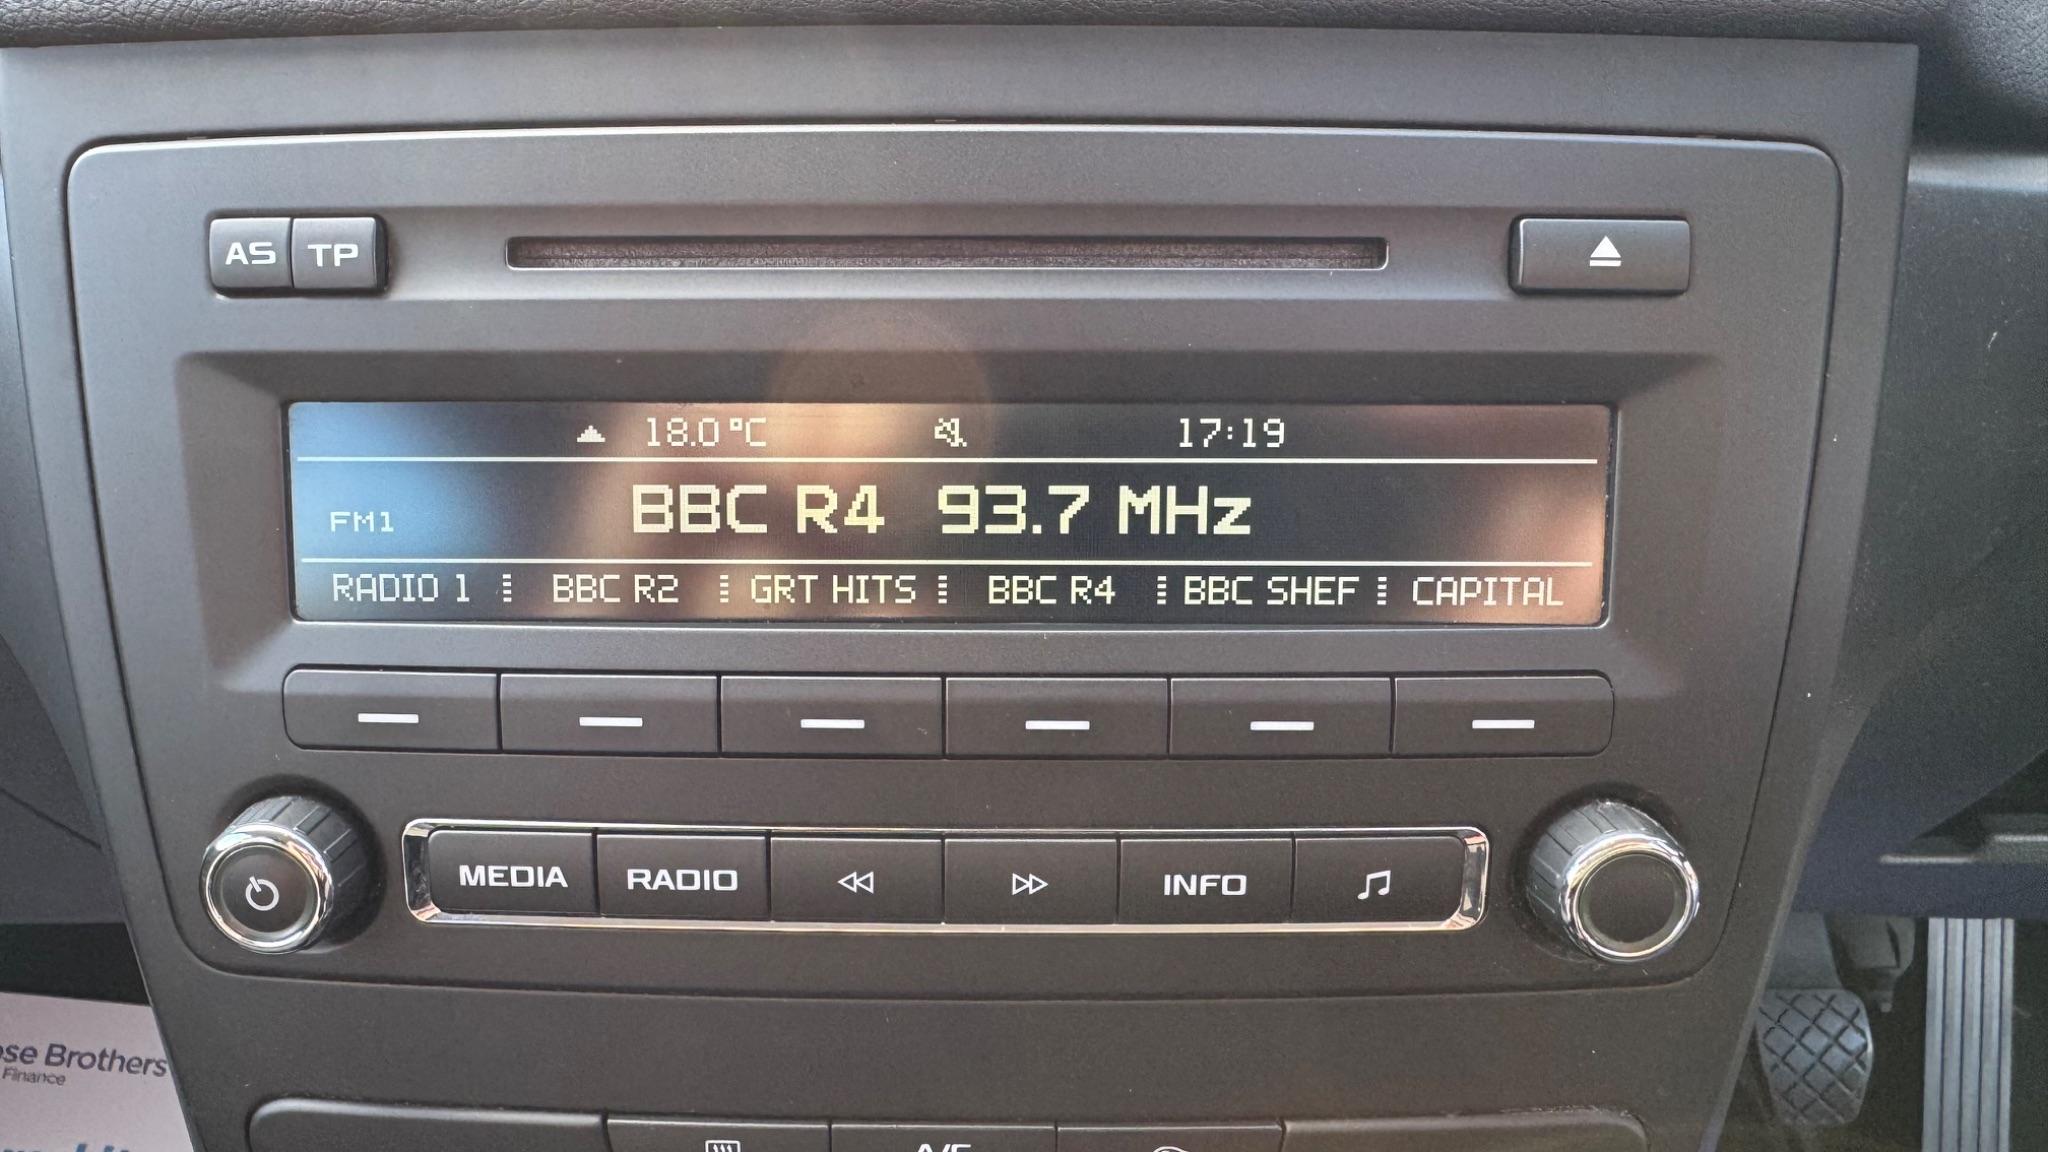 AS TP
18.0 °C 17:19
FM1 BBC R4 93.7 MHz
RADIO 1 BBC R2 GRT HITS BBC R4 BBC SHEF CAPITAL
MEDIA RADIO INFO
Brothers
Finance
A/C